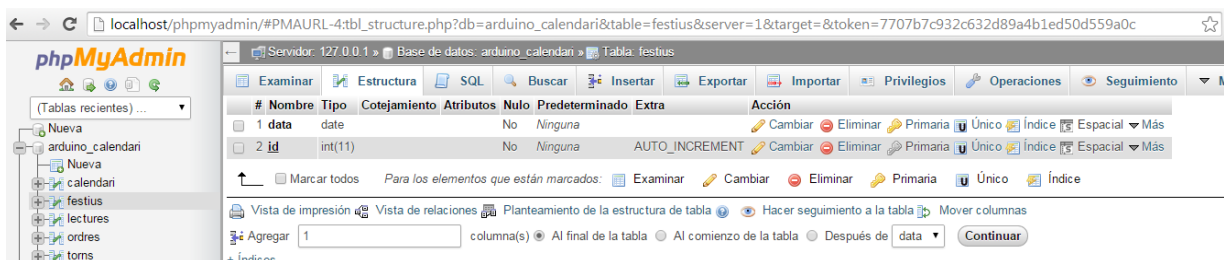 localhost/phpmyadmin/#PMAURL-4:tbl_structure.php?db=arduino_calendari&table=festius&server=1&target=&token=7707b7c932c632d89a4b1ed50d559a0c
phpMyAdmin
(Tablas recientes) ...
Nueva
arduino_calendari
Nueva
calendari
festius
lectures
ordres
torns
Servidor: 127.0.0.1 » Base de datos: arduino_calendari » Tabla: festius
Examinar Estructura SQL Buscar Insertar Exportar Importar Privilegios Operaciones Seguimiento
# Nombre Tipo Cotejamiento Atributos Nulo Predeterminado Extra Acción
1 data date No Ninguna Cambiar Eliminar Primaria Único Índice Espacial Más
2 id int(11) No Ninguna AUTO_INCREMENT Cambiar Eliminar Primaria Único Índice Espacial Más
Marcar todos Para los elementos que están marcados: Examinar Cambiar Eliminar Primaria Único Índice
Vista de impresión Vista de relaciones Planteamiento de la estructura de tabla Hacer seguimiento a la tabla Mover columnas
Agregar 1 columna(s) Al final de la tabla Al comienzo de la tabla Después de data Continuar
+ Índices